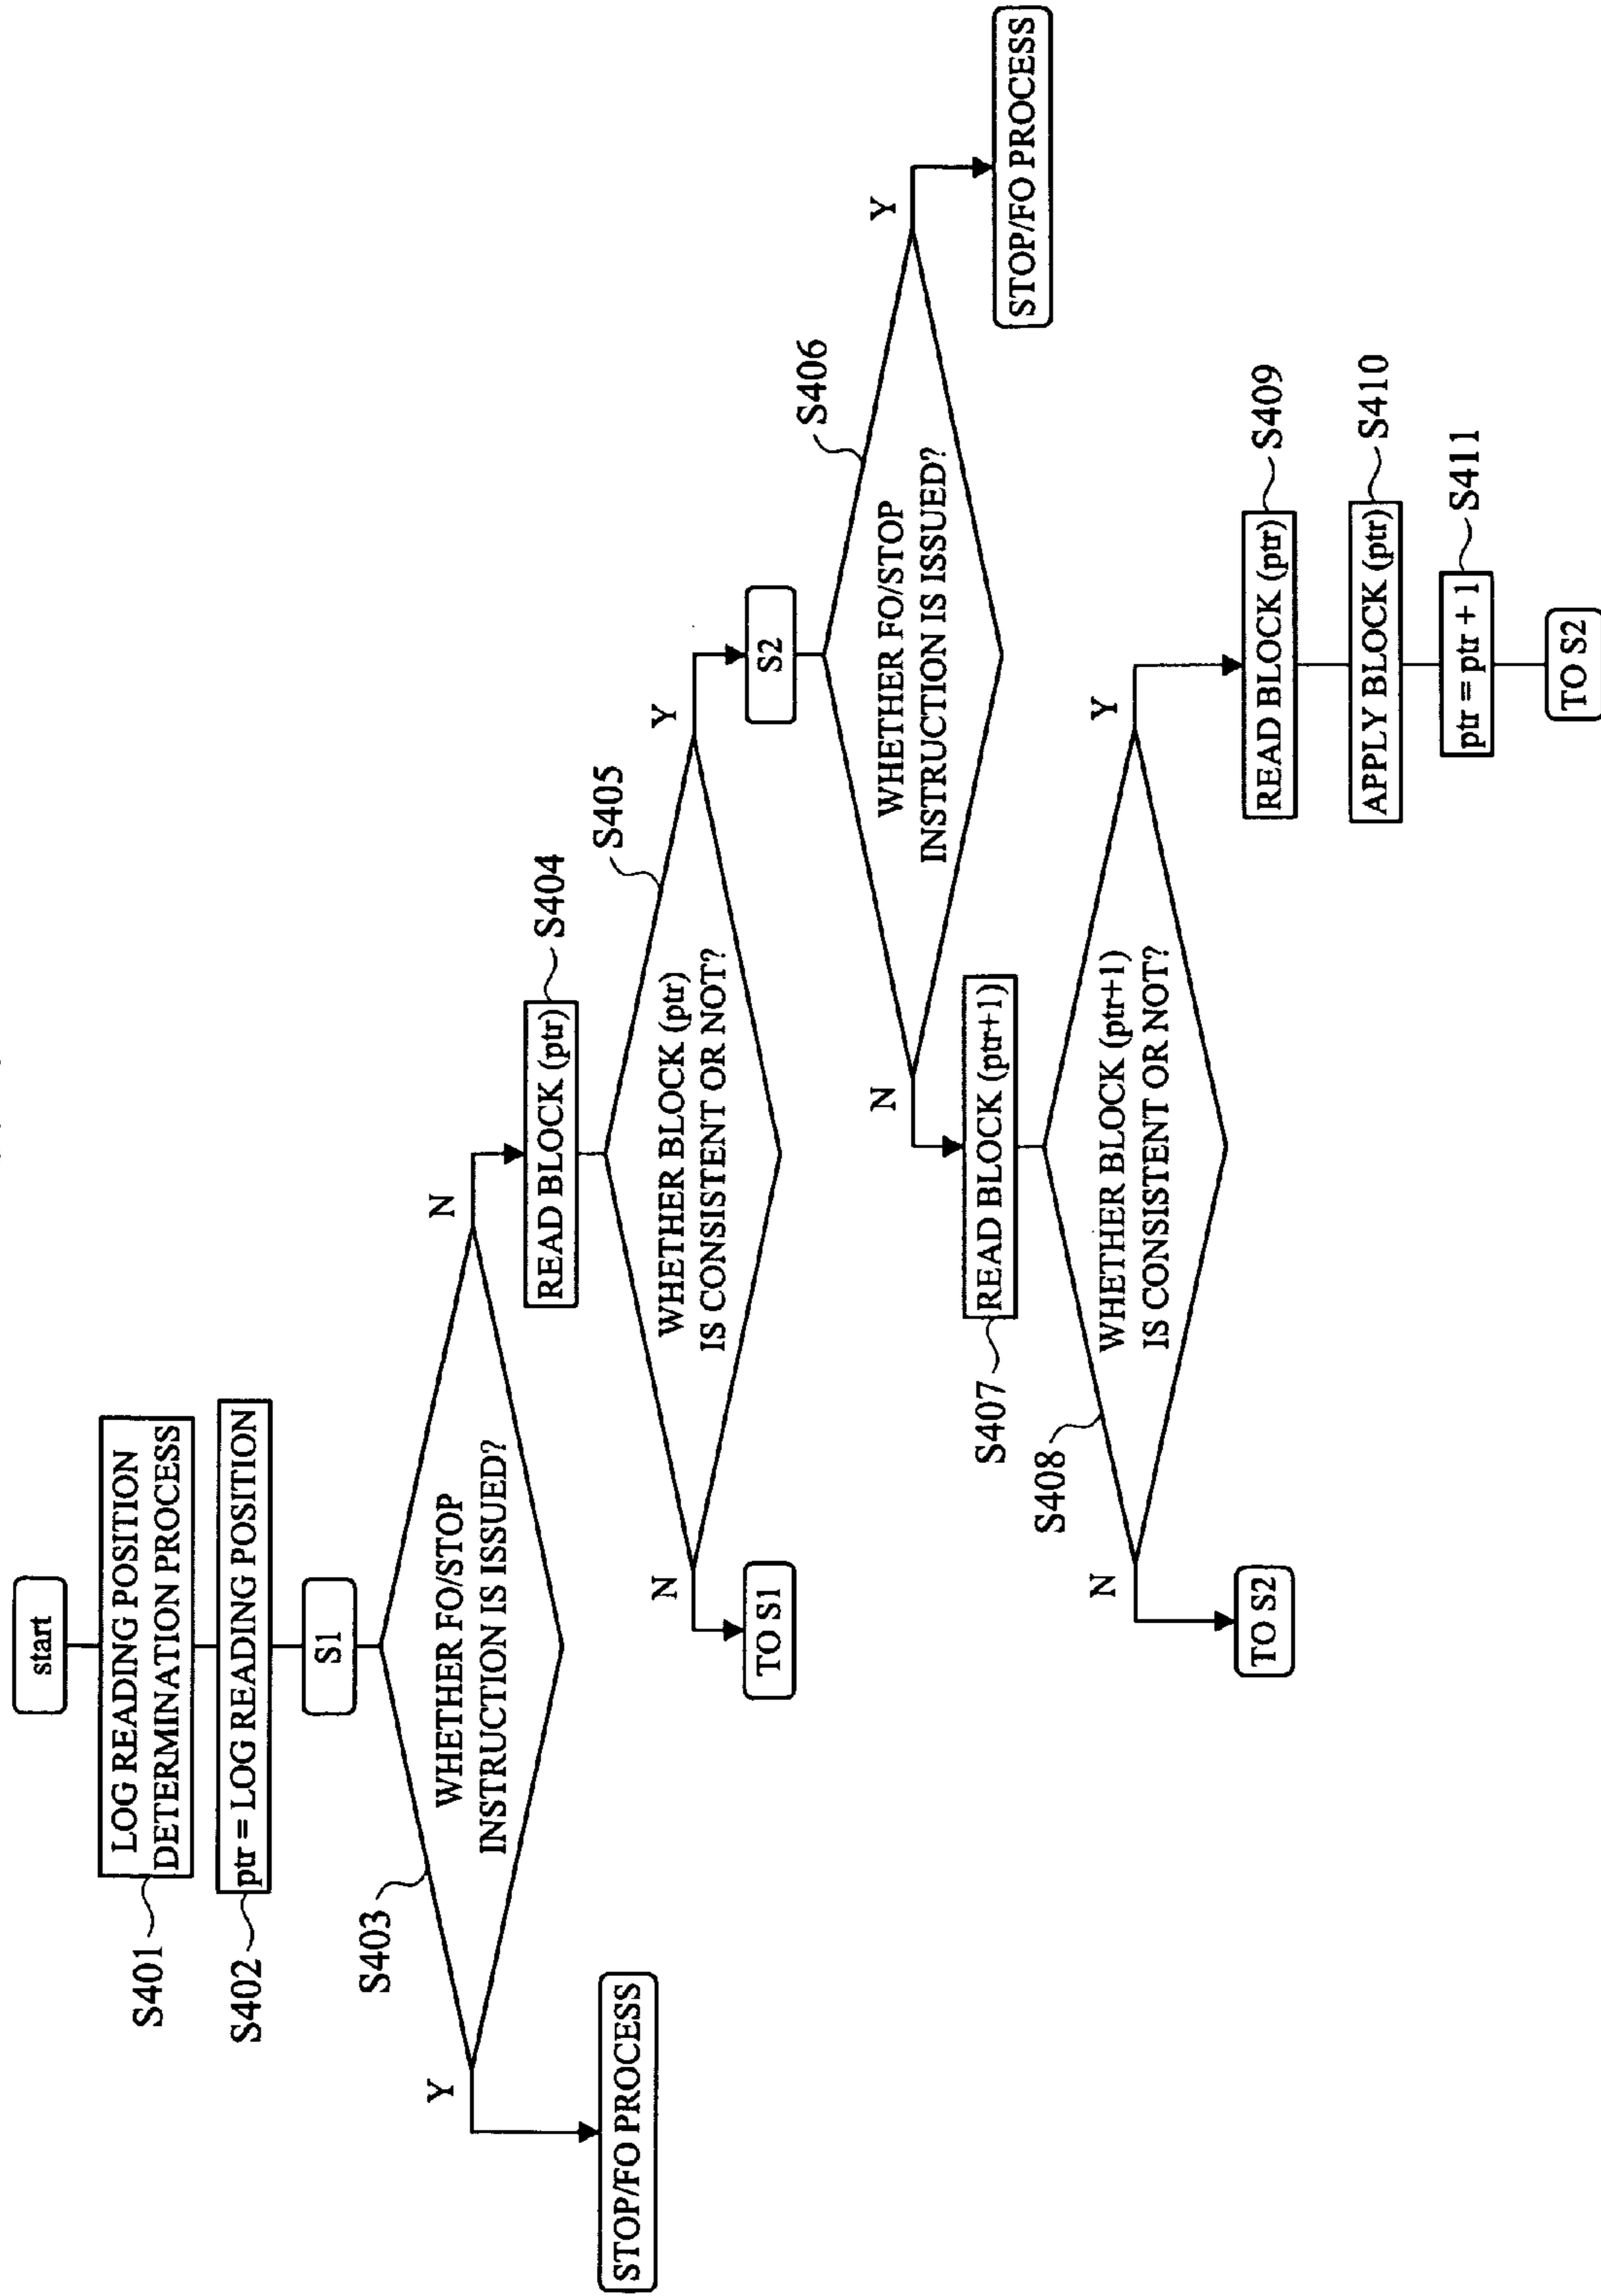 start
LOG READING POSITION
DETERMINATION PROCESS
S401
ptr = LOG READING POSITION
S402
S1
WHETHER FO/STOP
INSTRUCTION IS ISSUED?
S403
Y
N
STOP/FO PROCESS
READ BLOCK (ptr)
S404
WHETHER BLOCK (ptr)
IS CONSISTENT OR NOT?
S405
N
Y
TO S1
S2
WHETHER FO/STOP
INSTRUCTION IS ISSUED?
S406
N
Y
STOP/FO PROCESS
READ BLOCK (ptr+1)
S407
WHETHER BLOCK (ptr+1)
IS CONSISTENT OR NOT?
S408
N
Y
TO S2
READ BLOCK (ptr)
S409
APPLY BLOCK (ptr)
S410
ptr = ptr + 1
S411
TO S2